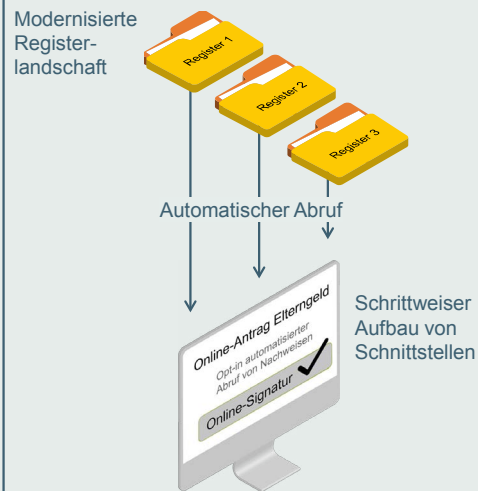 Modernisierte
Register-
landschaft
Register 1
Register 2
Register 3
Automatischer Abruf
Online-Antrag Elterngeld
Opt-in automatisierter
Abruf von Nachweisen
Online-Signatur
Schrittweiser
Aufbau von
Schnittstellen